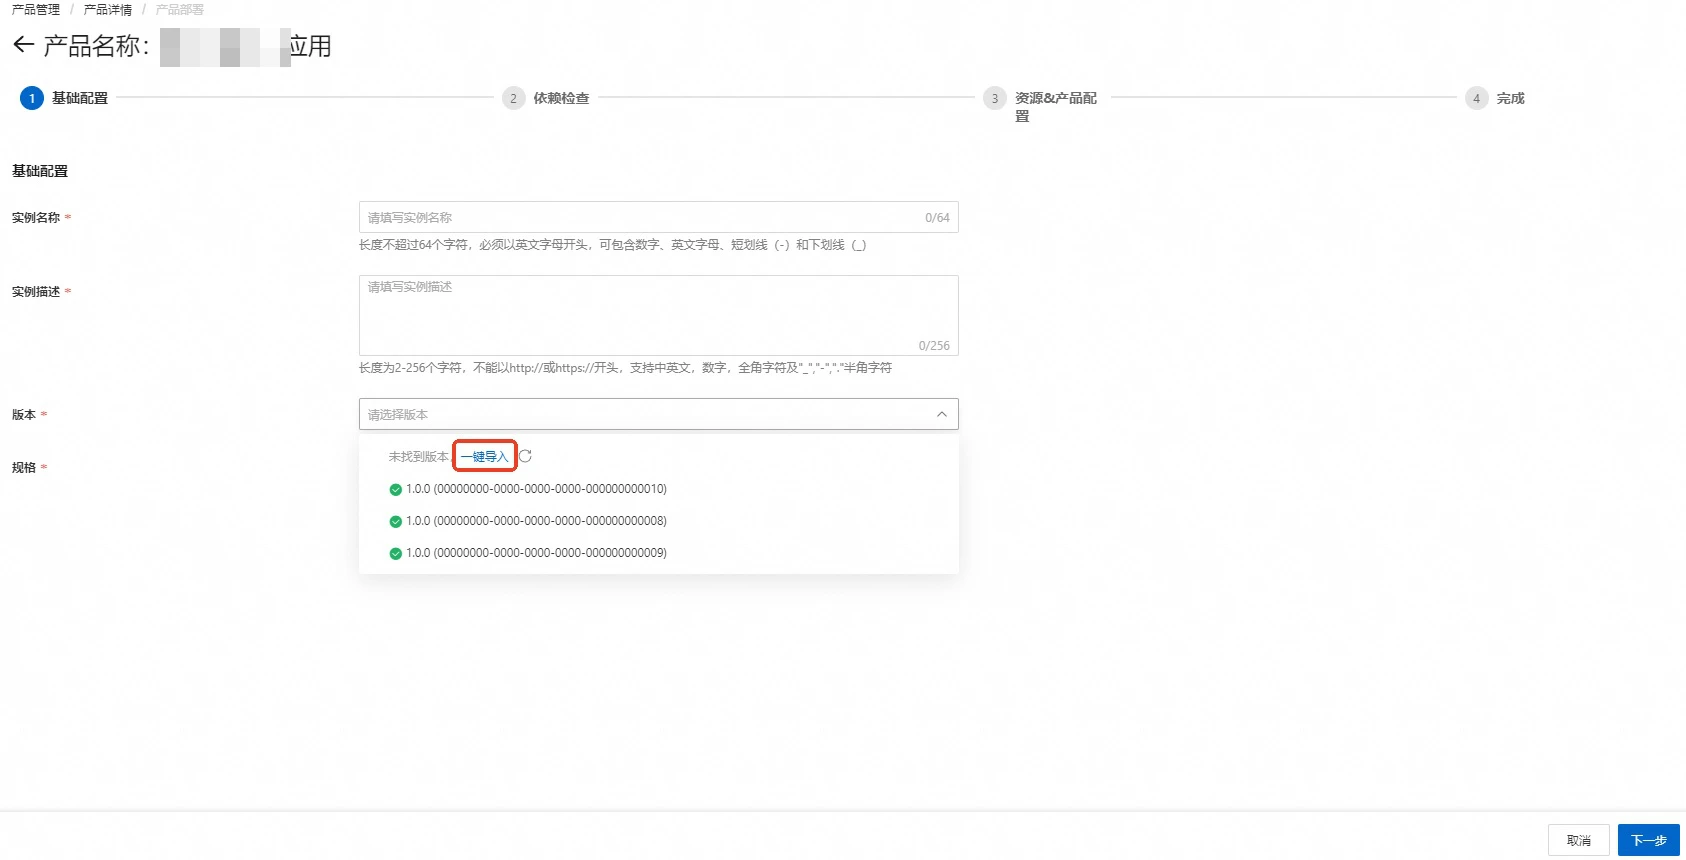 产品管理 / 产品详情 / 产品部署
产品名称：应用
1 基础配置
2 依赖检查
3 资源&产品配置
4 完成
基础配置
实例名称 *
请填写实例名称 0/64
长度不超过64个字符，必须以英文字母开头，可包含数字、英文字母、短划线（-）和下划线（_）
实例描述 *
请填写实例描述
0/256
长度为2-256个字符，不能以http://或https://开头，支持中英文，数字，全角字符及"_","-","."半角字符
版本 *
请选择版本
未找到版本, 一键导入
规格 *
1.0.0 (00000000-0000-0000-0000-000000000010)
1.0.0 (00000000-0000-0000-0000-000000000008)
1.0.0 (00000000-0000-0000-0000-000000000009)
取消 下一步